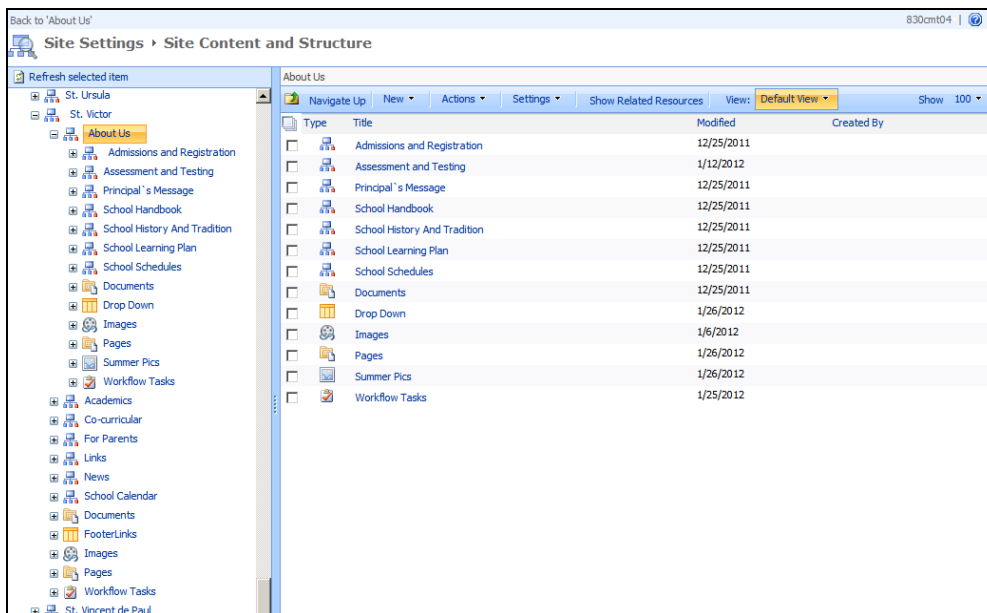 Back to 'About Us'
830cmt04 |
Site Settings › Site Content and Structure
Refresh selected item
St. Ursula
St. Victor
About Us
Admissions and Registration
Assessment and Testing
Principal`s Message
School Handbook
School History And Tradition
School Learning Plan
School Schedules
Documents
Drop Down
Images
Pages
Summer Pics
Workflow Tasks
Academics
Co-curricular
For Parents
Links
News
School Calendar
Documents
FooterLinks
Images
Pages
Workflow Tasks
St. Vincent de Paul
About Us
Navigate Up New Actions Settings Show Related Resources View: Default View Show 100
Type Title Modified Created By
Admissions and Registration 12/25/2011
Assessment and Testing 1/12/2012
Principal`s Message 12/25/2011
School Handbook 12/25/2011
School History And Tradition 12/25/2011
School Learning Plan 12/25/2011
School Schedules 12/25/2011
Documents 12/25/2011
Drop Down 1/26/2012
Images 1/6/2012
Pages 1/26/2012
Summer Pics 1/26/2012
Workflow Tasks 1/25/2012